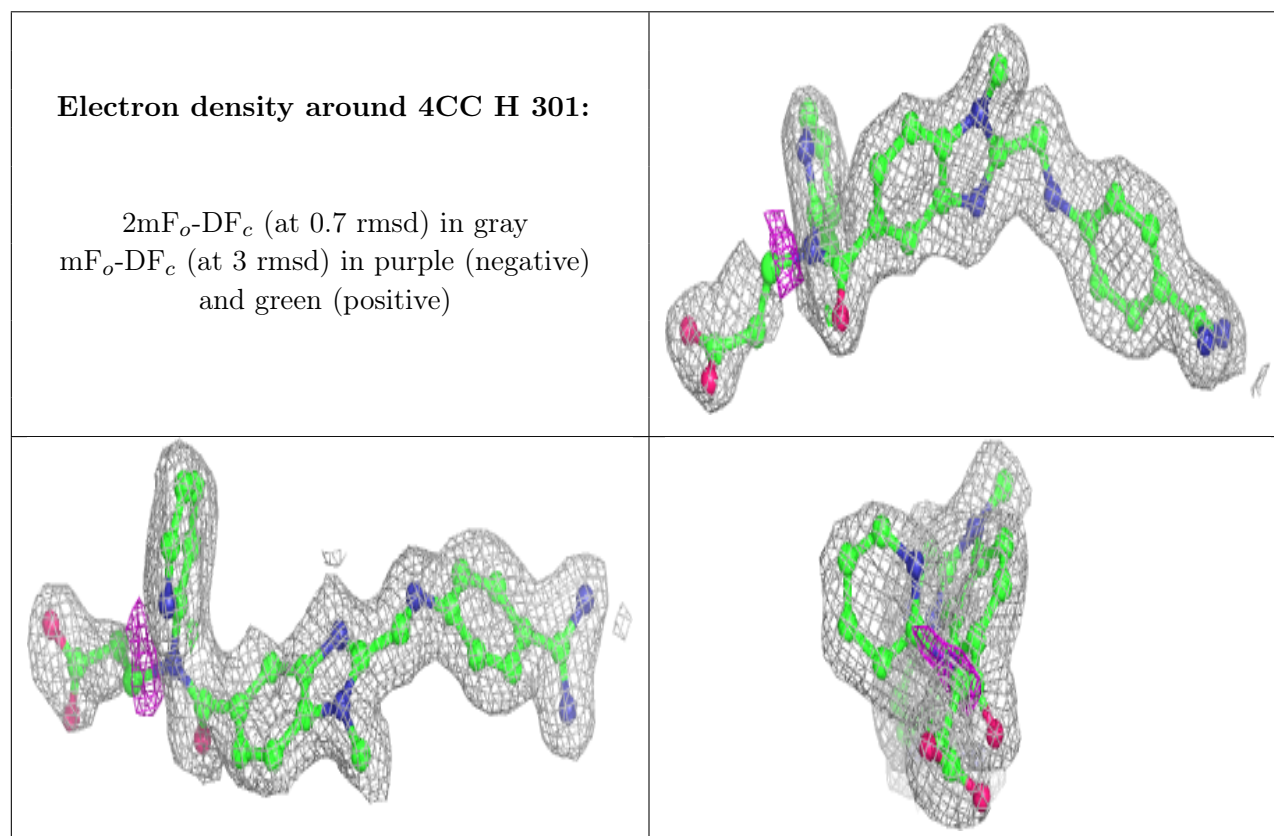 Electron density around 4CC H 301:
2mFo-DFc (at 0.7 rmsd) in gray
mFo-DFc (at 3 rmsd) in purple (negative)
and green (positive)